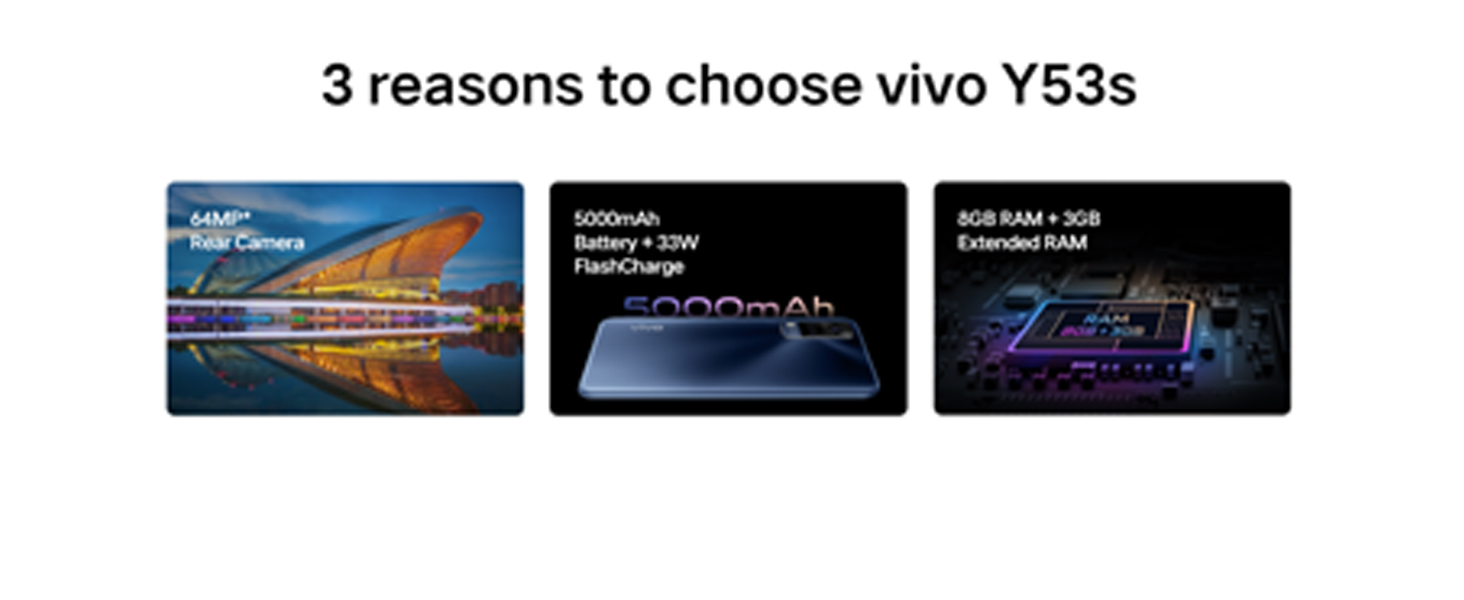 3 reasons to choose vivo Y53s
64MP*
Rear Camera
5000mAh
Battery + 33W
FlashCharge
5000mAh
vivo
8GB RAM + 3GB
Extended RAM
RAM
8GB+3GB